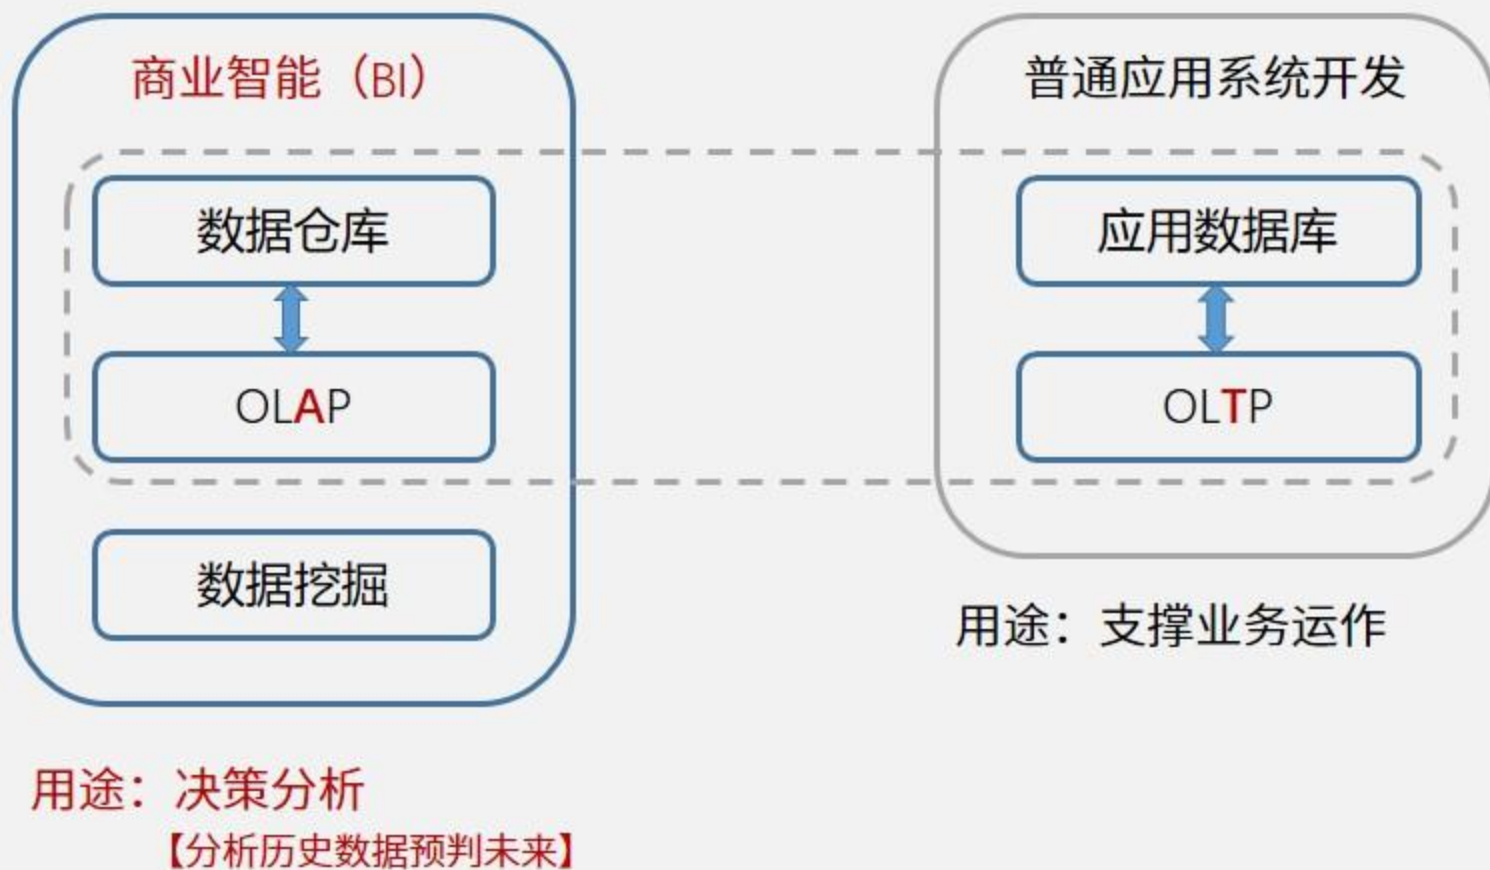 商业智能（BI）
数据仓库
OLAP
数据挖掘
用途：决策分析
【分析历史数据预判未来】
普通应用系统开发
应用数据库
OLTP
用途：支撑业务运作